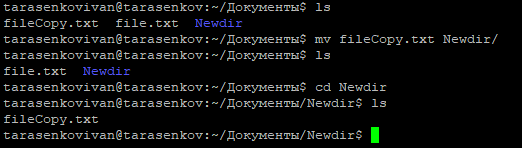 tarasenkovivan@tarasenkov:~/Документы$ ls
fileCopy.txt  file.txt  Newdir
tarasenkovivan@tarasenkov:~/Документы$ mv fileCopy.txt Newdir/
tarasenkovivan@tarasenkov:~/Документы$ ls
file.txt  Newdir
tarasenkovivan@tarasenkov:~/Документы$ cd Newdir
tarasenkovivan@tarasenkov:~/Документы/Newdir$ ls
fileCopy.txt
tarasenkovivan@tarasenkov:~/Документы/Newdir$